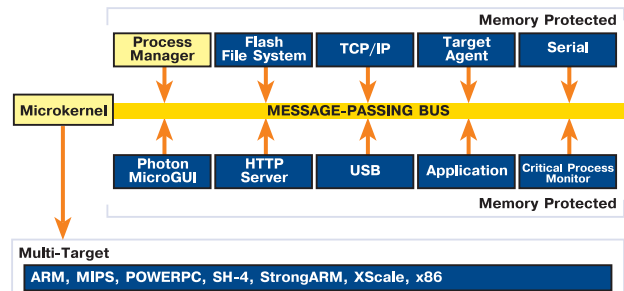 Memory Protected
Process
Manager
Flash
File System
TCP/IP
Target
Agent
Serial
Microkernel
MESSAGE-PASSING BUS
Photon
MicroGUI
HTTP
Server
USB
Application
Critical Process
Monitor
Memory Protected
Multi-Target
ARM, MIPS, POWERPC, SH-4, StrongARM, XScale, x86